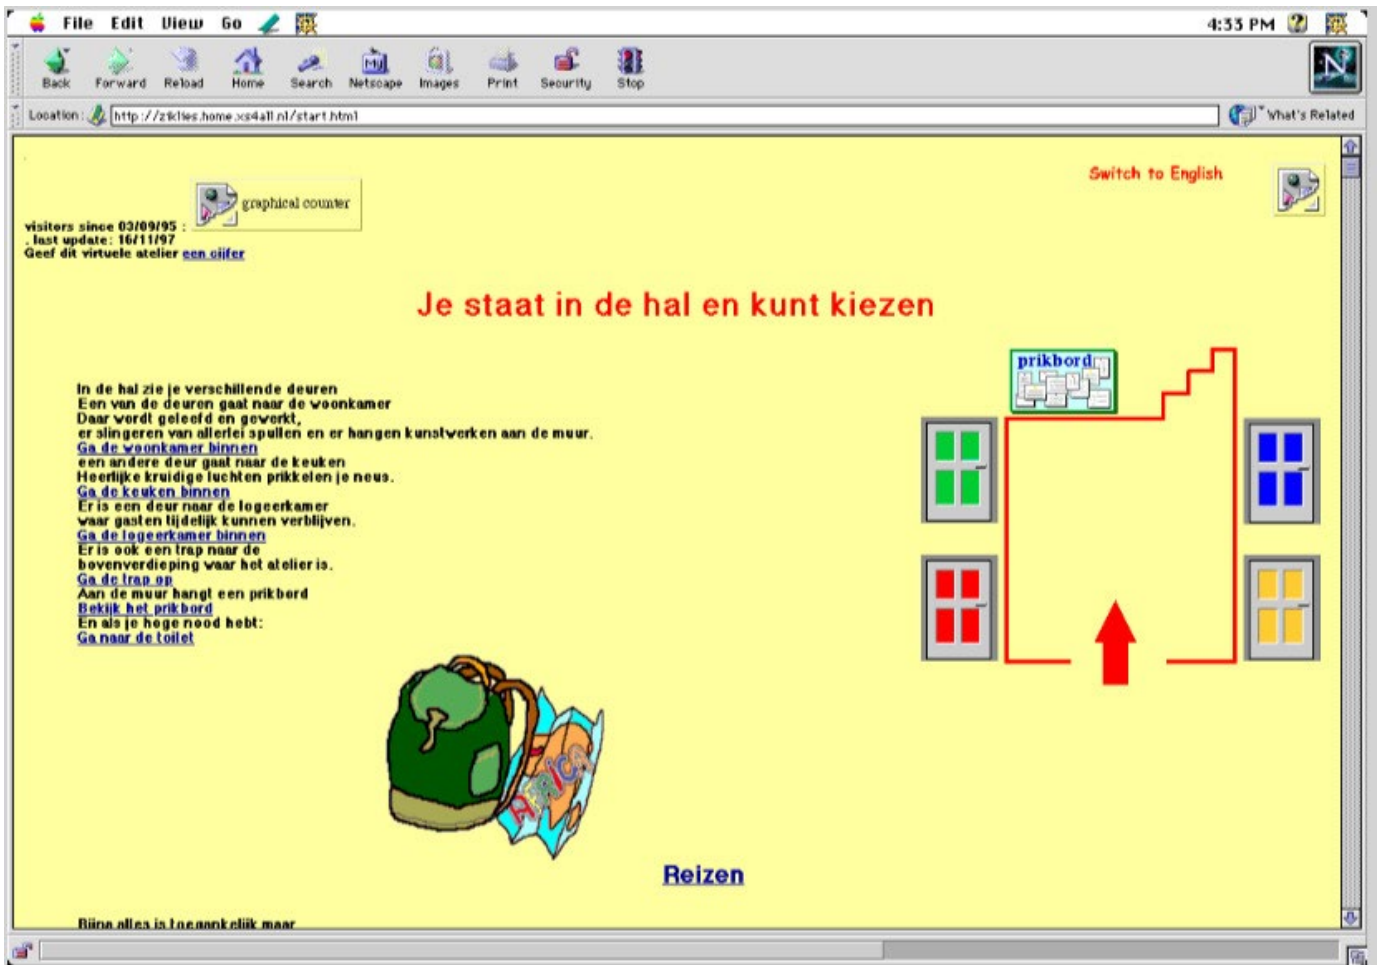 File Edit View Go
4:33 PM
Back Forward Reload Home Search Netscape Images Print Security Stop
Location: http://ziklies.home.xs4all.nl/start.html
What's Related
Switch to English
graphical counter
visitors since 03/09/95 :
. last update: 16/11/97
Geef dit virtuele atelier een cijfer
Je staat in de hal en kunt kiezen
prikbord
In de hal zie je verschillende deuren
Een van de deuren gaat naar de woonkamer
Daar wordt geleefd en gewerkt,
er slingeren van allerlei spullen en er hangen kunstwerken aan de muur.
Ga de woonkamer binnen
een andere deur gaat naar de keuken
Heerlijke kruidige luchten prikkelen je neus.
Ga de keuken binnen
Er is een deur naar de logeerkamer
waar gasten tijdelijk kunnen verblijven.
Ga de logeerkamer binnen
Er is ook een trap naar de
bovenverdieping waar het atelier is.
Ga de trap op
Aan de muur hangt een prikbord
Bekijk het prikbord
En als je hoge nood hebt:
Ga naar de toilet
AFRICA
Reizen
Bijna alles is toegankelijk maar